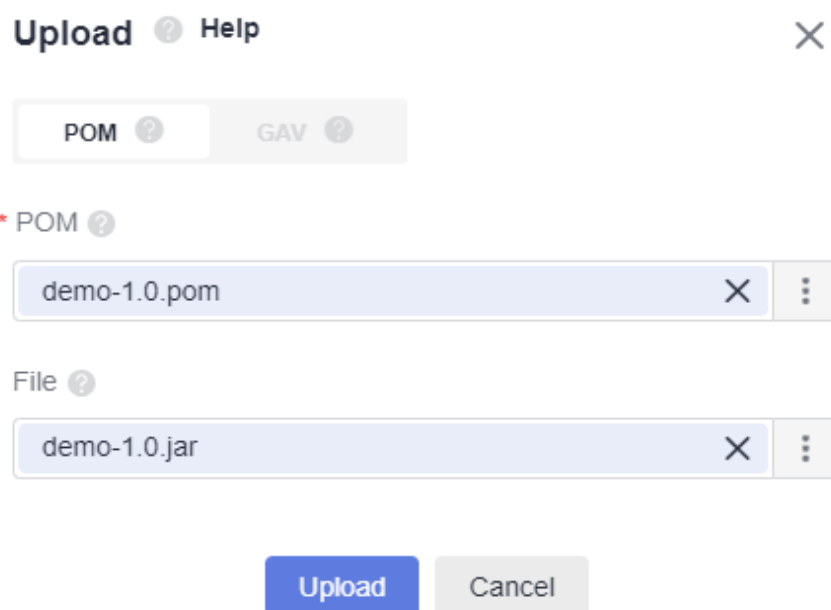 Upload ? Help
POM ? GAV ?
* POM ?
demo-1.0.pom
File ?
demo-1.0.jar
Upload Cancel